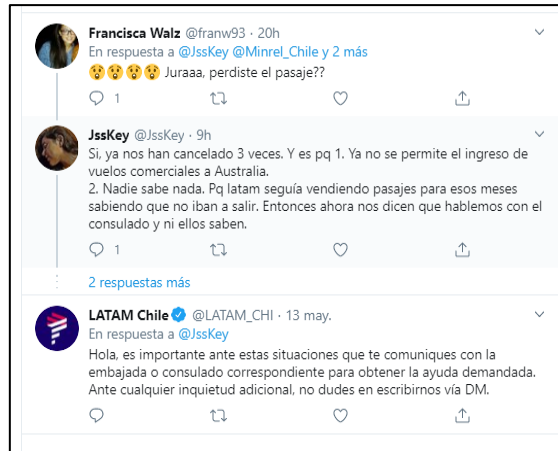 Francisca Walz @franw93 · 20h
En respuesta a @JssKey @Minrel_Chile y 2 más
😲😲😲😲 Juraaa, perdiste el pasaje??
1
JssKey @JssKey · 9h
Si, ya nos han cancelado 3 veces. Y es pq 1. Ya no se permite el ingreso de
vuelos comerciales a Australia.
2. Nadie sabe nada. Pq latam seguía vendiendo pasajes para esos meses
sabiendo que no iban a salir. Entonces ahora nos dicen que hablemos con el
consulado y ni ellos saben.
1
2 respuestas más
LATAM Chile @LATAM_CHI · 13 may.
En respuesta a @JssKey
Hola, es importante ante estas situaciones que te comuniques con la
embajada o consulado correspondiente para obtener la ayuda demandada.
Ante cualquier inquietud adicional, no dudes en escribirnos vía DM.